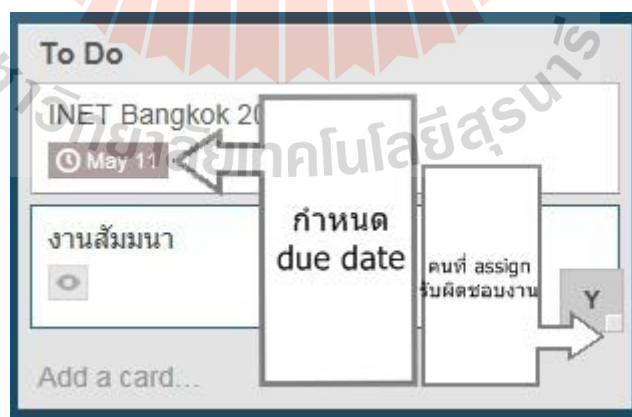 To Do
INET Bangkok 20
May 11
กำหนด
due date
งานสัมมนา
คนที่ assign
รับผิดชอบงาน
Y
Add a card...